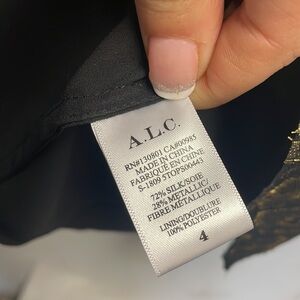 A.L.C.
RN#130801 CA#00985
MADE IN CHINA
FABRIQUÉ EN CHINE
S-1809 5TOPS00443
72% SILK/SOIE
28% METALLIC/
FIBRE METALLIQUE
LINING/DOUBLURE
100% POLYESTER
4